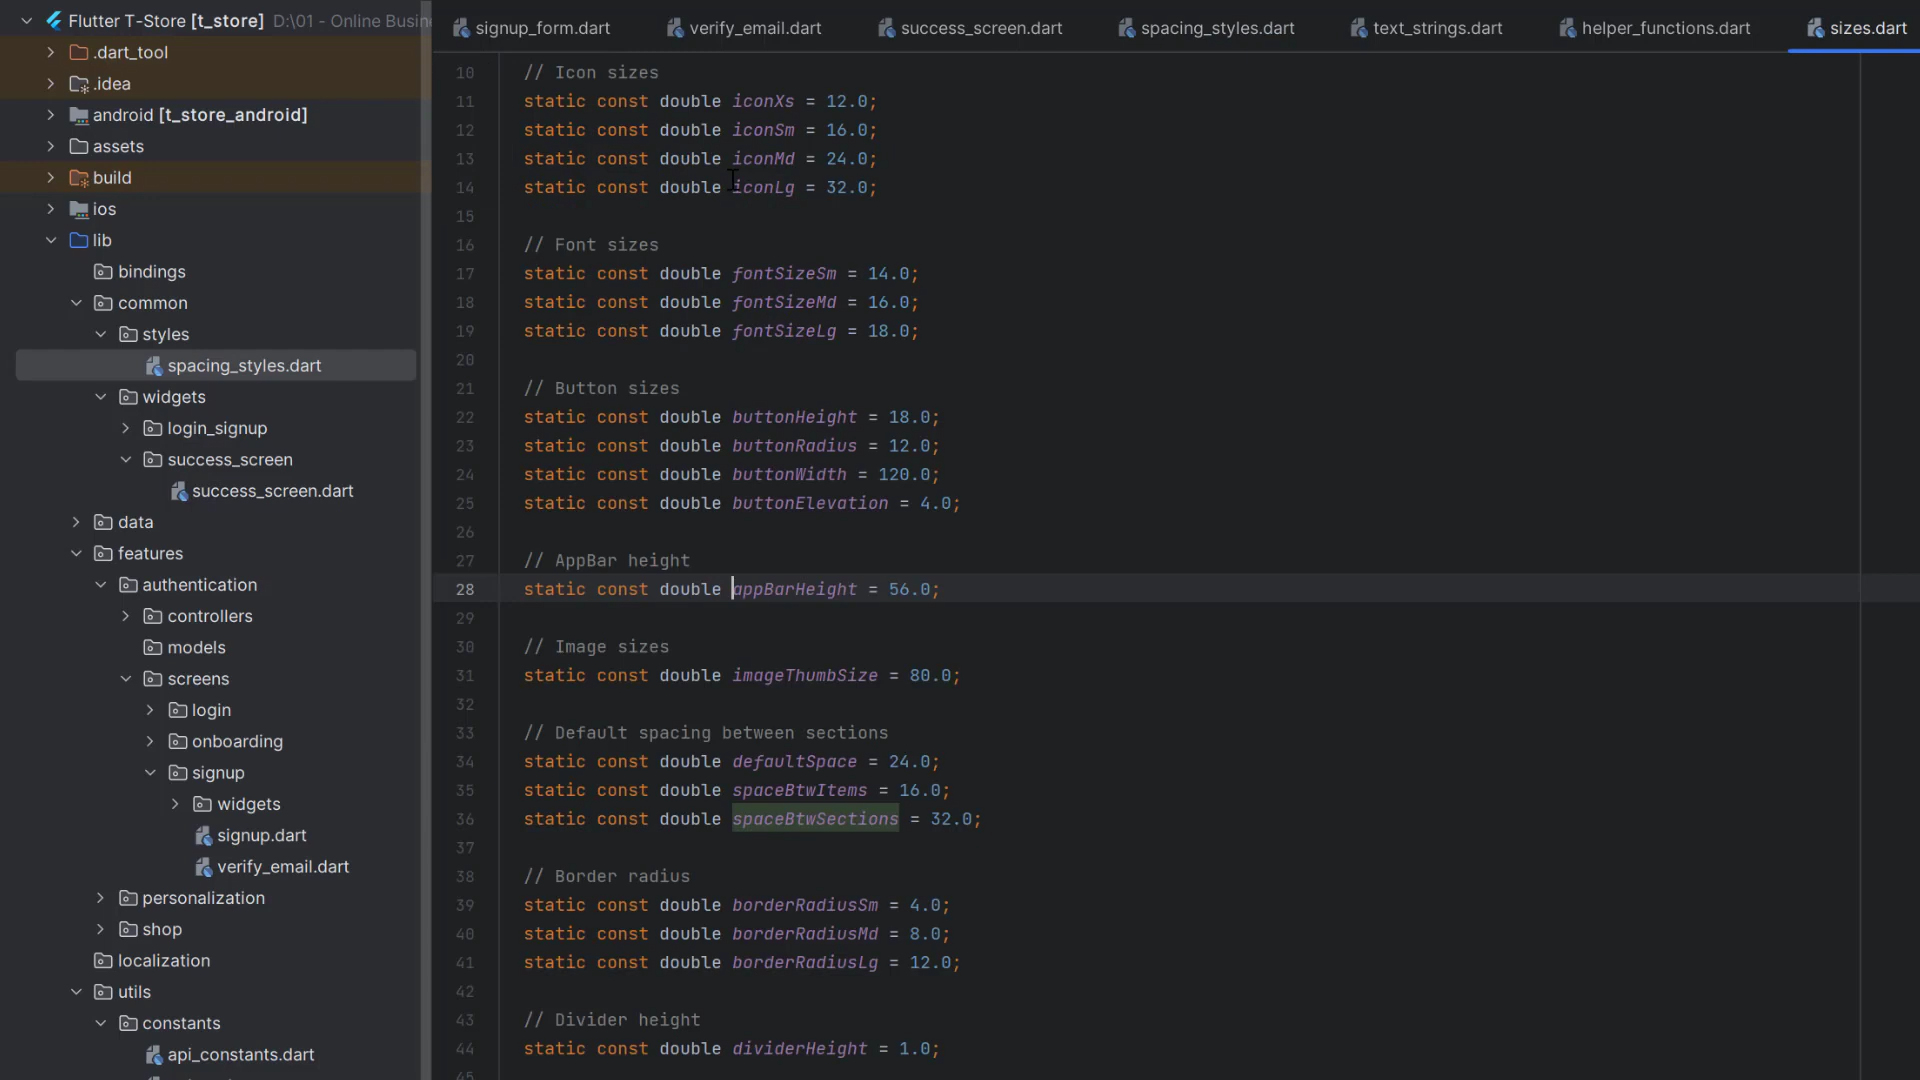 Flutter T-Store [t_store] D:\01 - Online Busin
.dart_tool
.idea
android [t_store_android]
assets
build
ios
lib
bindings
common
styles
spacing_styles.dart
widgets
login_signup
success_screen
success_screen.dart
data
features
authentication
controllers
models
screens
login
onboarding
signup
widgets
signup.dart
verify_email.dart
personalization
shop
localization
utils
constants
api_constants.dart
signup_form.dart verify_email.dart success_screen.dart spacing_styles.dart text_strings.dart helper_functions.dart sizes.dart
10 // Icon sizes
11 static const double iconXs = 12.0;
12 static const double iconSm = 16.0;
13 static const double iconMd = 24.0;
14 static const double iconLg = 32.0;
15
16 // Font sizes
17 static const double fontSizeSm = 14.0;
18 static const double fontSizeMd = 16.0;
19 static const double fontSizeLg = 18.0;
20
21 // Button sizes
22 static const double buttonHeight = 18.0;
23 static const double buttonRadius = 12.0;
24 static const double buttonWidth = 120.0;
25 static const double buttonElevation = 4.0;
26
27 // AppBar height
28 static const double appBarHeight = 56.0;
29
30 // Image sizes
31 static const double imageThumbSize = 80.0;
32
33 // Default spacing between sections
34 static const double defaultSpace = 24.0;
35 static const double spaceBtwItems = 16.0;
36 static const double spaceBtwSections = 32.0;
37
38 // Border radius
39 static const double borderRadiusSm = 4.0;
40 static const double borderRadiusMd = 8.0;
41 static const double borderRadiusLg = 12.0;
42
43 // Divider height
44 static const double dividerHeight = 1.0;
45